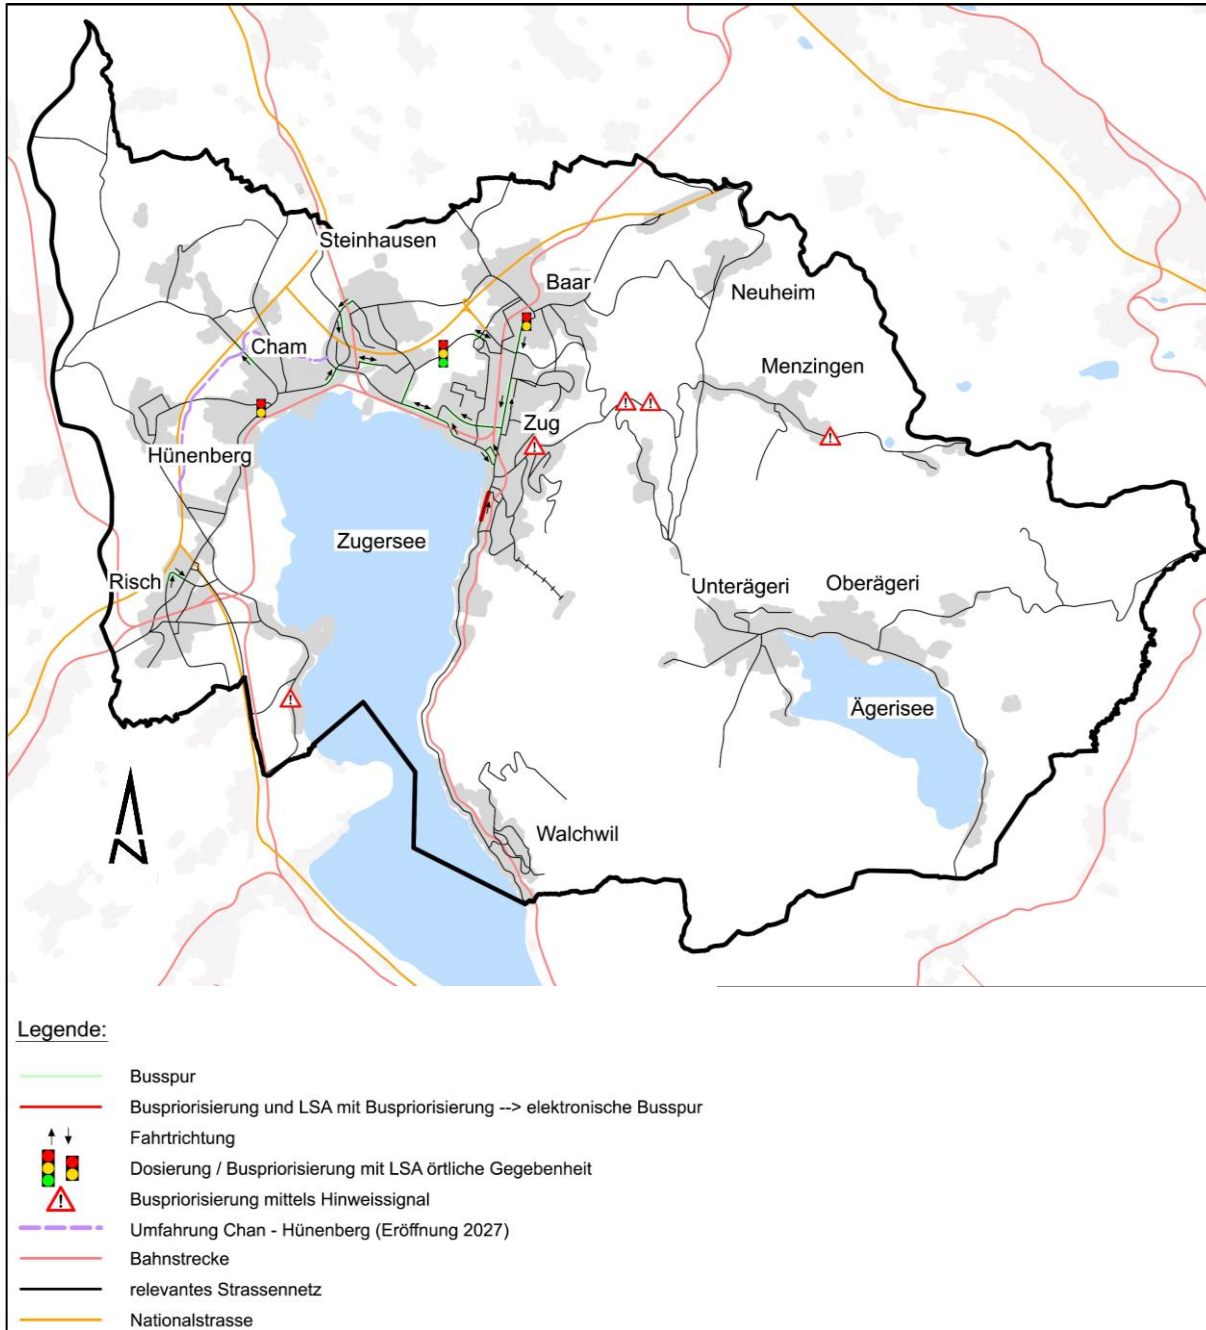 Steinhausen
Baar
Neuheim
Cham
Menzingen
Zug
Hünenberg
Zugersee
Risch
Unterägeri
Oberägeri
Ägerisee
Walchwil
Legende:
Busspur
Buspriorisierung und LSA mit Buspriorisierung --> elektronische Busspur
Fahrtrichtung
Dosierung / Buspriorisierung mit LSA örtliche Gegebenheit
Buspriorisierung mittels Hinweissignal
Umfahrung Chan - Hünenberg (Eröffnung 2027)
Bahnstrecke
relevantes Strassennetz
Nationalstrasse